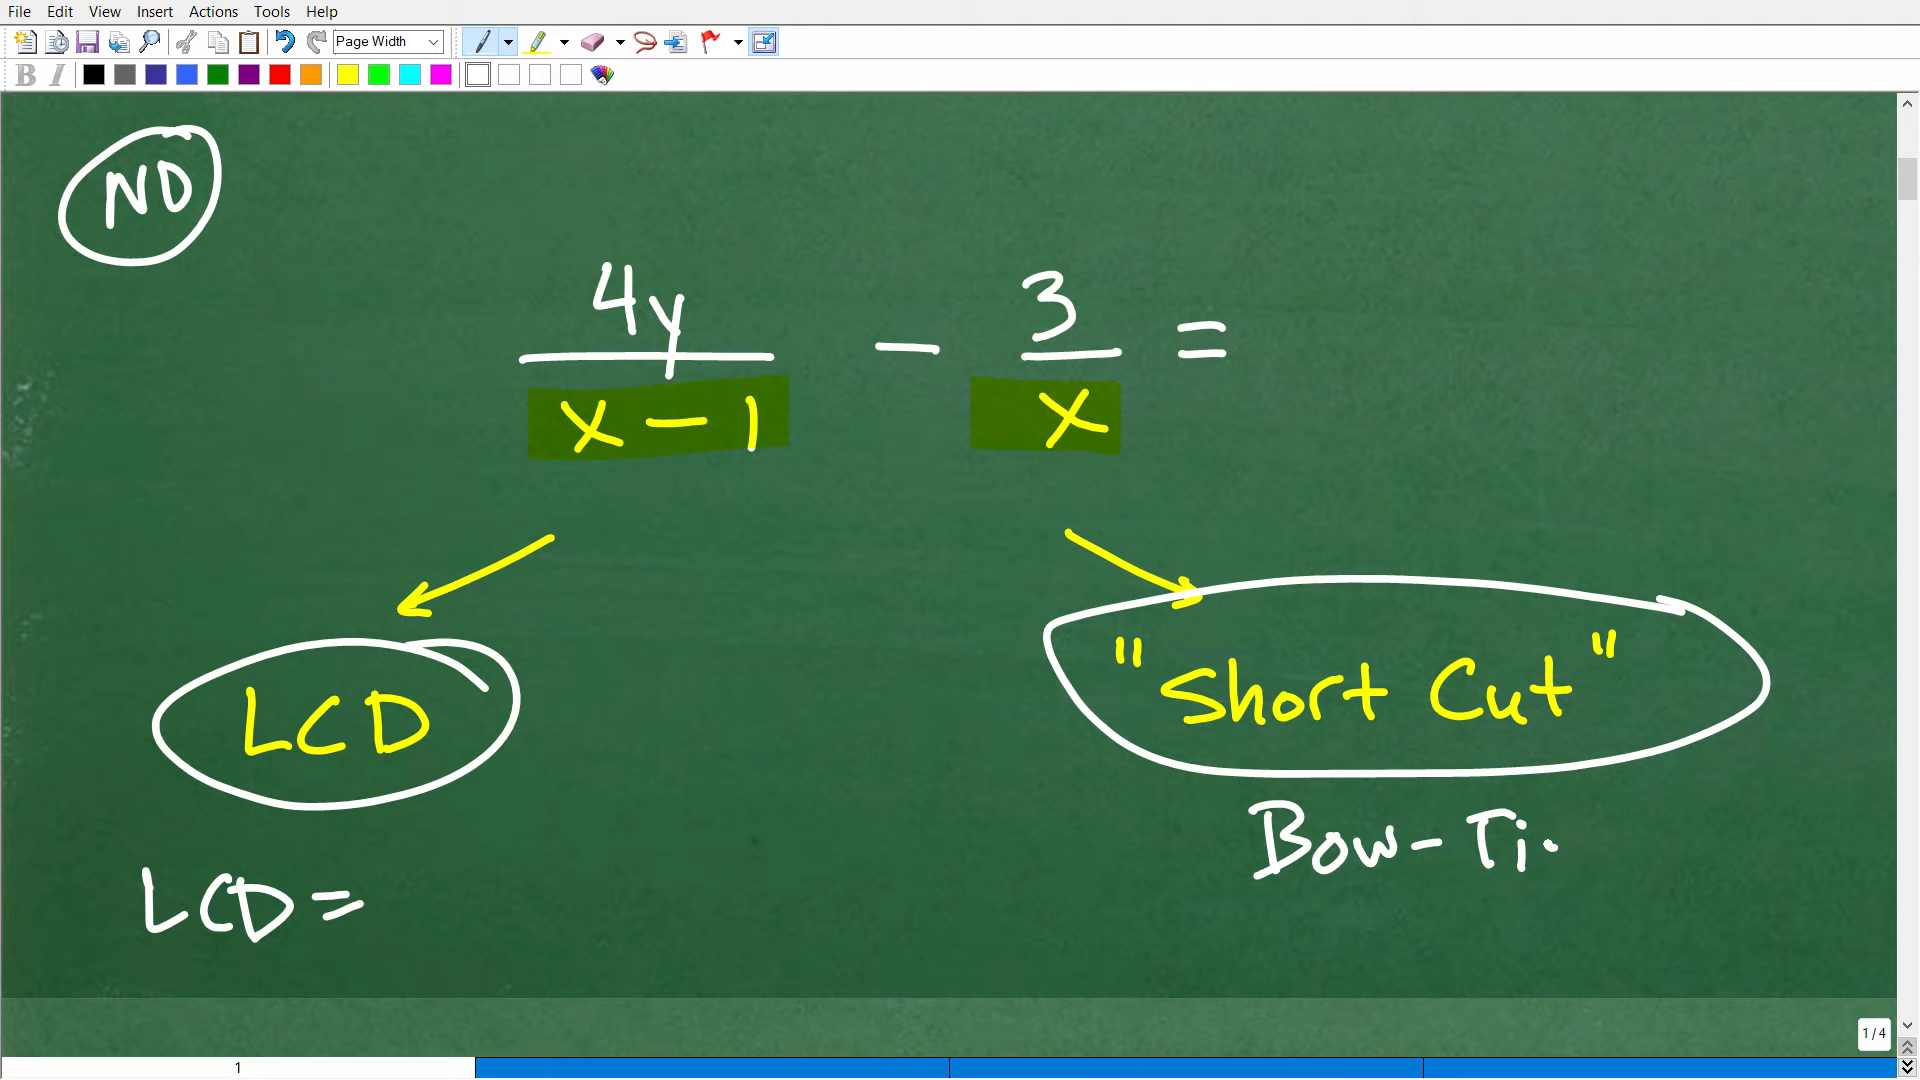 File Edit View Insert Actions Tools Help
Page Width
B I
ND
4y
— 3 =
x - 1 x
LCD
"Short Cut"
Bow-Ti
LCD =
1 / 4
1